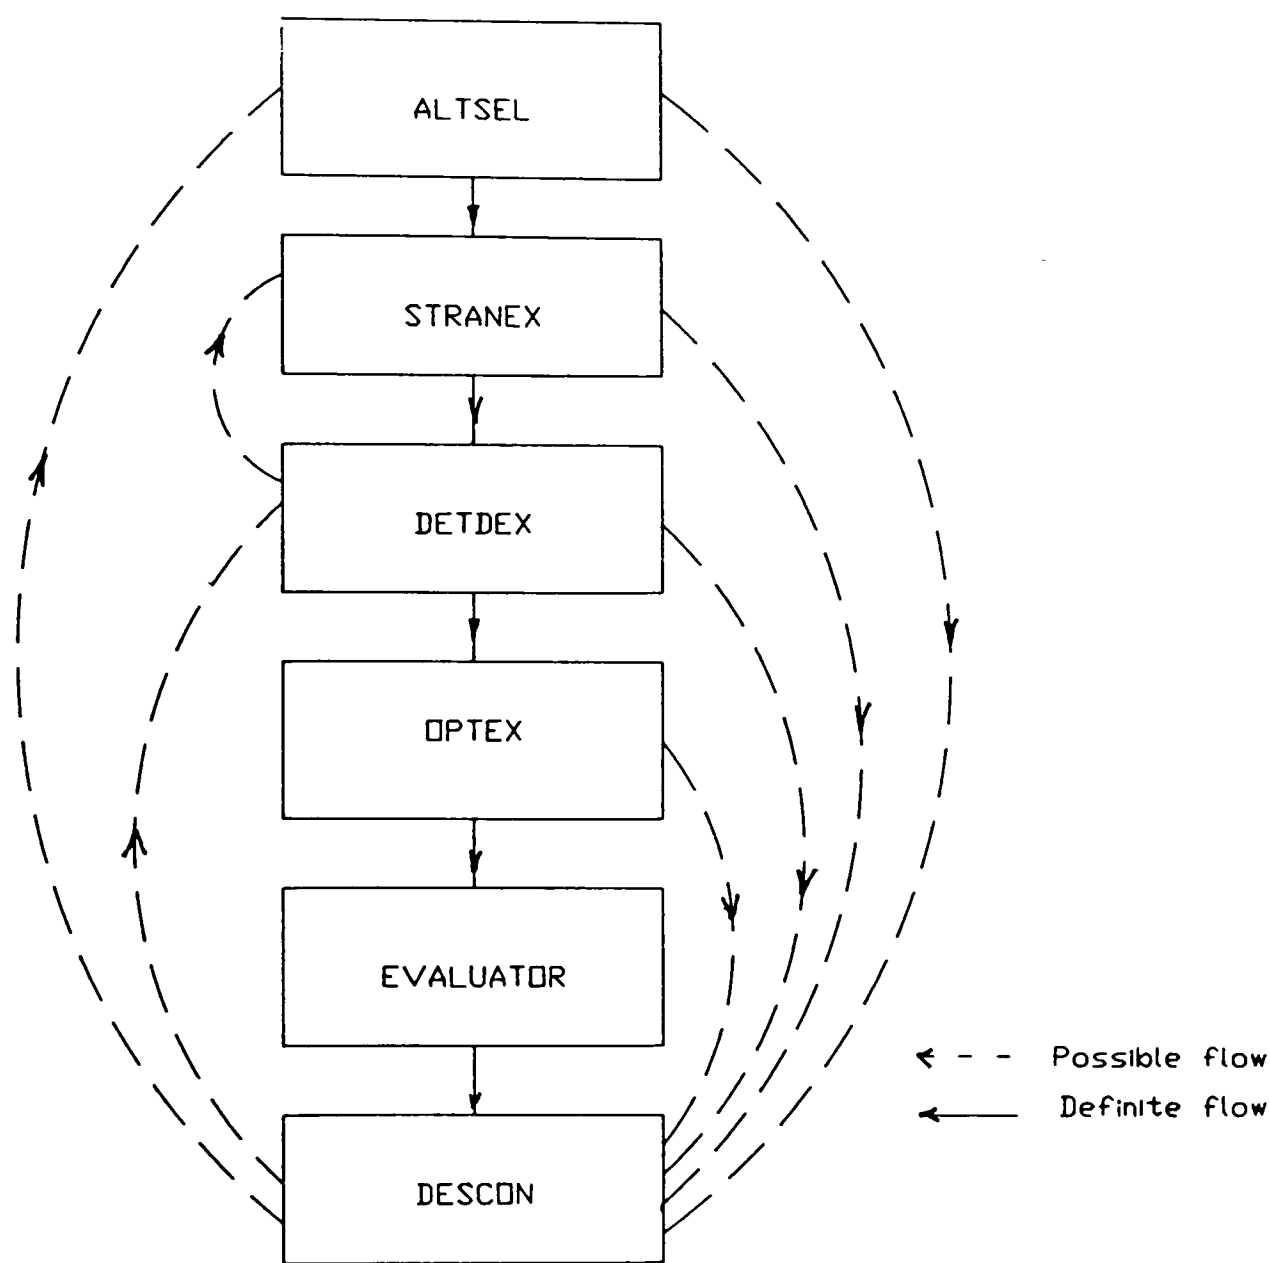 ALTSEL
STRANEX
DETDEX
OPTEX
EVALUATOR
DESCON
Possible flow
Definite flow